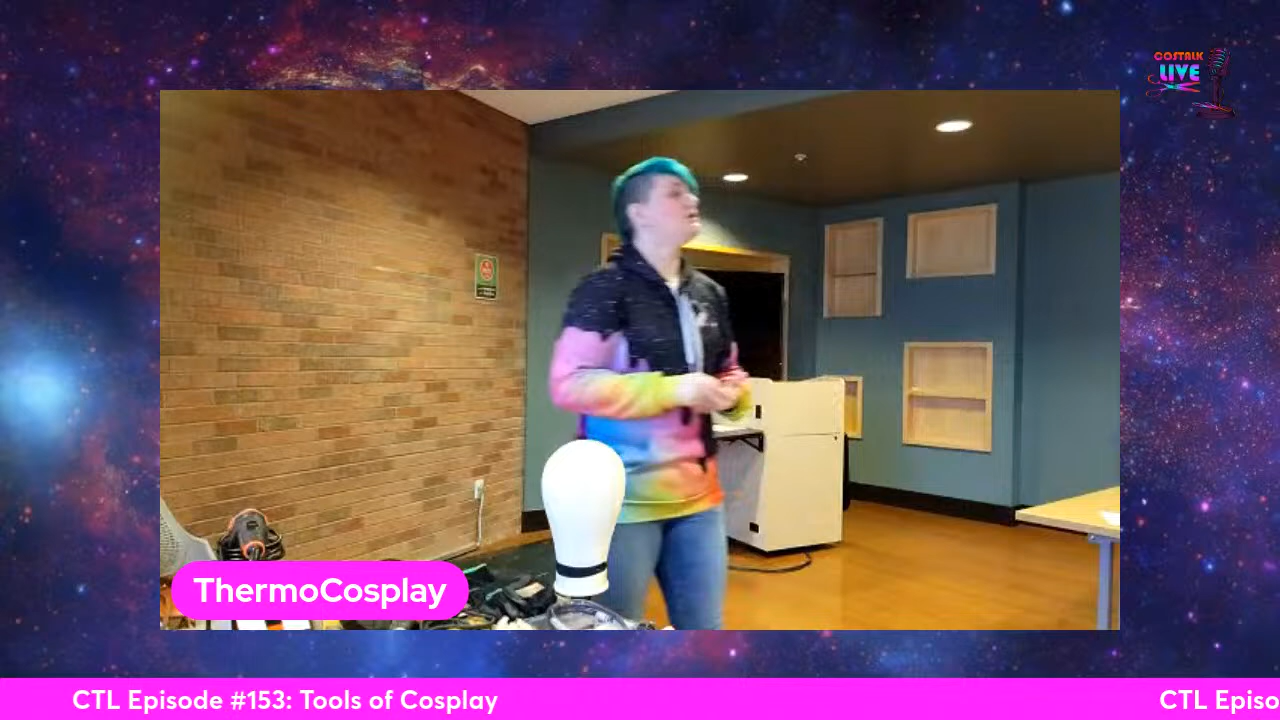 COSTALK
LIVE
ThermoCosplay
CTL Episode #153: Tools of Cosplay
CTL Episo